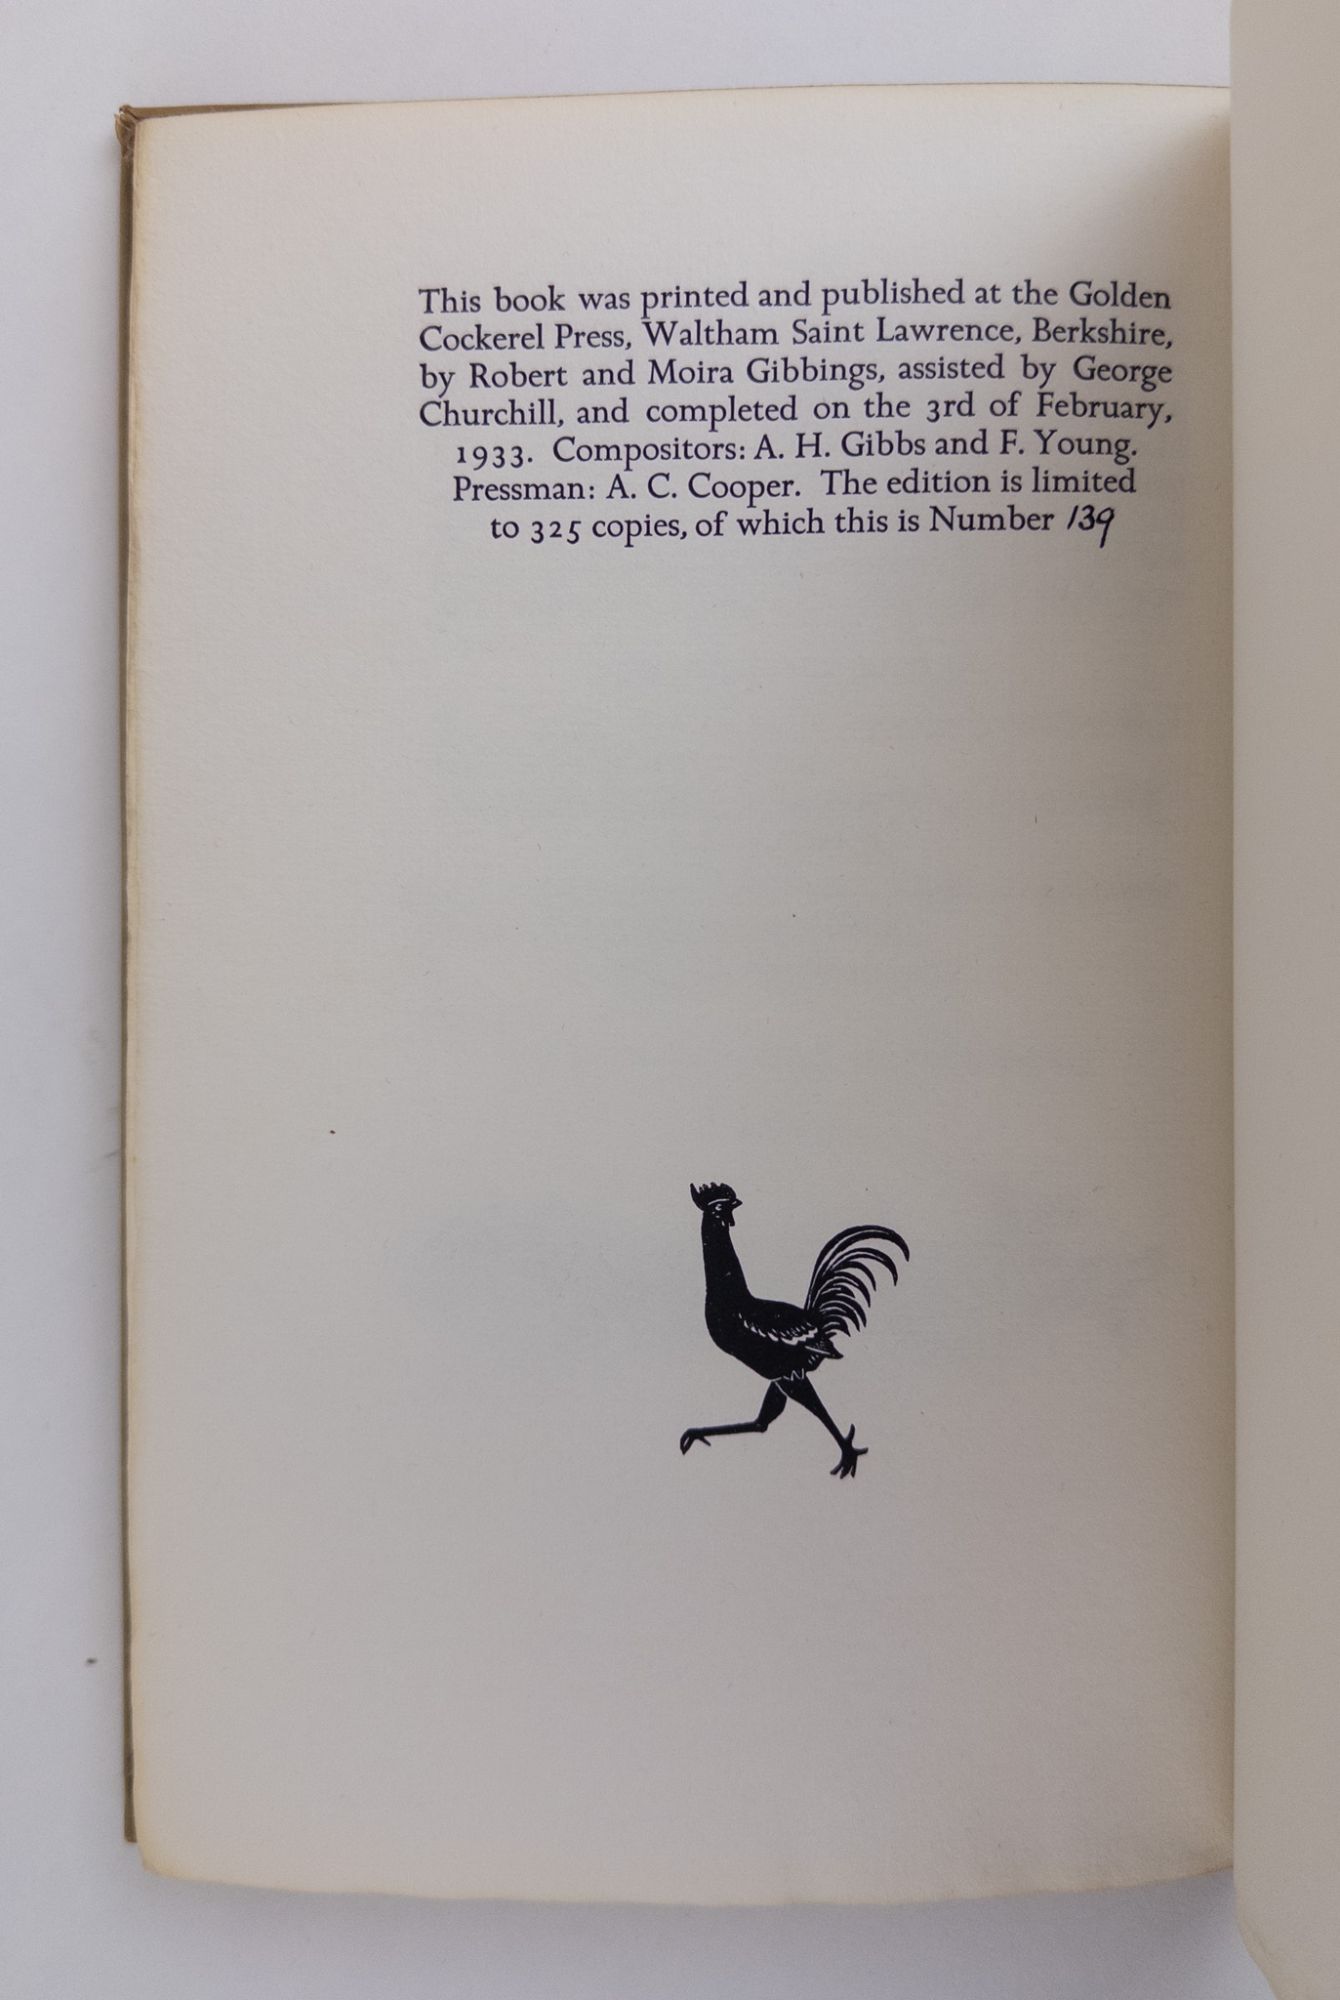 This book was printed and published at the Golden
Cockerel Press, Waltham Saint Lawrence, Berkshire,
by Robert and Moira Gibbings, assisted by George
Churchill, and completed on the 3rd of February,
1933. Compositors: A. H. Gibbs and F. Young.
Pressman: A. C. Cooper. The edition is limited
to 325 copies, of which this is Number 139